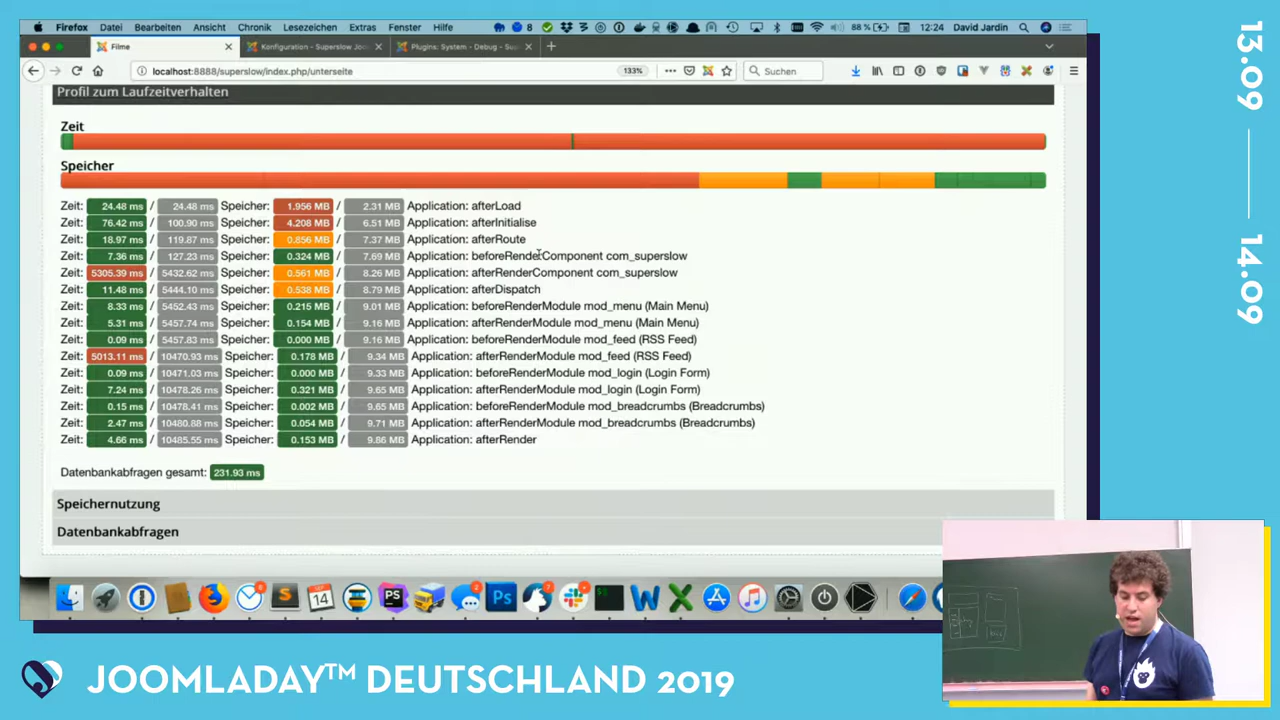 Firefox Datei Bearbeiten Ansicht Chronik Lesezeichen Extras Fenster Hilfe 8 88 % 12:24 David Jardin
Filme Konfiguration - Superslow Joo Plugins: System - Debug - Su
localhost:8888/superslow/index.php/unterseite 133% Suchen
Profil zum Laufzeitverhalten
Zeit
Speicher
Zeit: 24.48 ms / 24.48 ms Speicher: 1.956 MB / 2.31 MB Application: afterLoad
Zeit: 76.42 ms / 100.90 ms Speicher: 4.208 MB / 6.51 MB Application: afterInitialise
Zeit: 18.97 ms / 119.87 ms Speicher: 0.856 MB / 7.37 MB Application: afterRoute
Zeit: 7.36 ms / 127.23 ms Speicher: 0.324 MB / 7.69 MB Application: beforeRenderComponent com_superslow
Zeit: 5305.39 ms / 5432.62 ms Speicher: 0.561 MB / 8.26 MB Application: afterRenderComponent com_superslow
Zeit: 11.48 ms / 5444.10 ms Speicher: 0.538 MB / 8.79 MB Application: afterDispatch
Zeit: 8.33 ms / 5452.43 ms Speicher: 0.215 MB / 9.01 MB Application: beforeRenderModule mod_menu (Main Menu)
Zeit: 5.31 ms / 5457.74 ms Speicher: 0.154 MB / 9.16 MB Application: afterRenderModule mod_menu (Main Menu)
Zeit: 0.09 ms / 5457.83 ms Speicher: 0.000 MB / 9.16 MB Application: beforeRenderModule mod_feed (RSS Feed)
Zeit: 5013.11 ms / 10470.93 ms Speicher: 0.178 MB / 9.34 MB Application: afterRenderModule mod_feed (RSS Feed)
Zeit: 0.09 ms / 10471.03 ms Speicher: 0.000 MB / 9.33 MB Application: beforeRenderModule mod_login (Login Form)
Zeit: 7.24 ms / 10478.26 ms Speicher: 0.321 MB / 9.65 MB Application: afterRenderModule mod_login (Login Form)
Zeit: 0.15 ms / 10478.41 ms Speicher: 0.002 MB / 9.65 MB Application: beforeRenderModule mod_breadcrumbs (Breadcrumbs)
Zeit: 2.47 ms / 10480.88 ms Speicher: 0.054 MB / 9.71 MB Application: afterRenderModule mod_breadcrumbs (Breadcrumbs)
Zeit: 4.66 ms / 10485.55 ms Speicher: 0.153 MB / 9.86 MB Application: afterRender
Datenbankabfragen gesamt: 231.93 ms
Speichernutzung
Datenbankabfragen
13.09
14.09
JOOMLADAY™ DEUTSCHLAND 2019